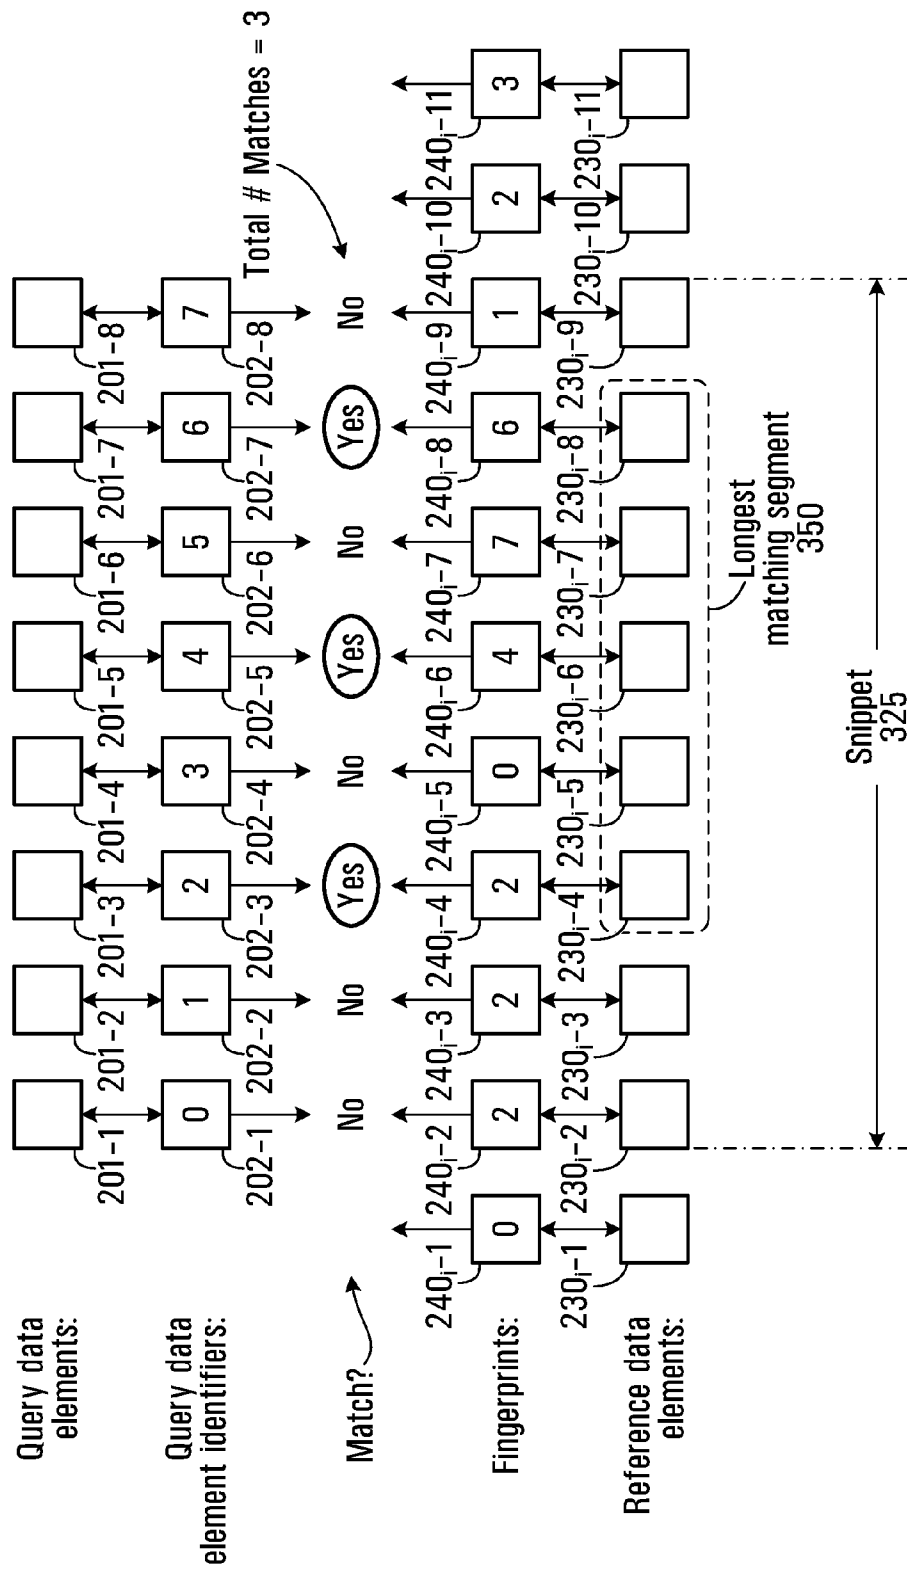 Query data
elements:
201-1
201-2
201-3
201-4
201-5
201-6
201-7
201-8
Query data
element identifiers:
0
1
2
3
4
5
6
7
202-1
202-2
202-3
202-4
202-5
202-6
202-7
202-8
Total # Matches = 3
Match?
No
No
Yes
No
Yes
No
Yes
No
240i-1
240i-2
240i-3
240i-4
240i-5
240i-6
240i-7
240i-8
240i-9
240i-10
240i-11
Fingerprints:
0
2
2
2
0
4
7
6
1
2
3
230i-1
230i-2
230i-3
230i-4
230i-5
230i-6
230i-7
230i-8
230i-9
230i-10
230i-11
Reference data
elements:
Longest
matching segment
350
Snippet
325